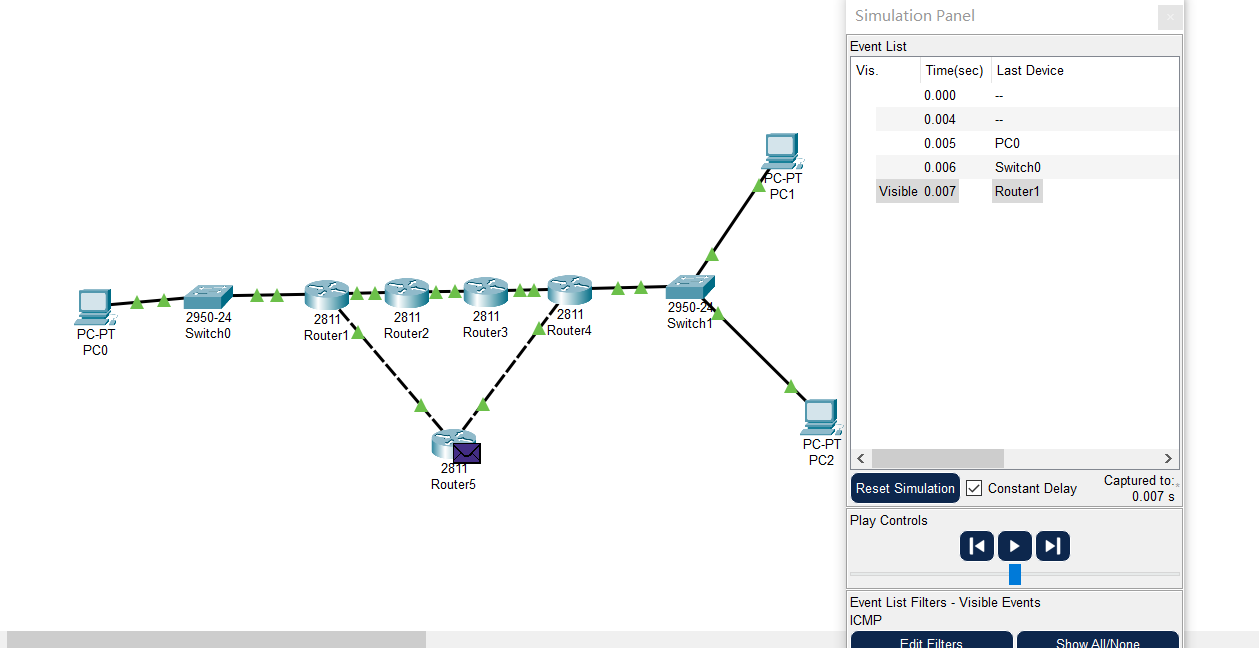 Simulation Panel
Event List
Vis. Time(sec) Last Device
0.000 --
0.004 --
0.005 PC0
0.006 Switch0
Visible 0.007 Router1
Reset Simulation Constant Delay Captured to:*
0.007 s
Play Controls
Event List Filters - Visible Events
ICMP
Edit Filters Show All/None
PC-PT
PC1
PC-PT
PC0
2950-24
Switch0
2811
Router1
2811
Router2
2811
Router3
2811
Router4
2950-24
Switch1
PC-PT
PC2
2811
Router5